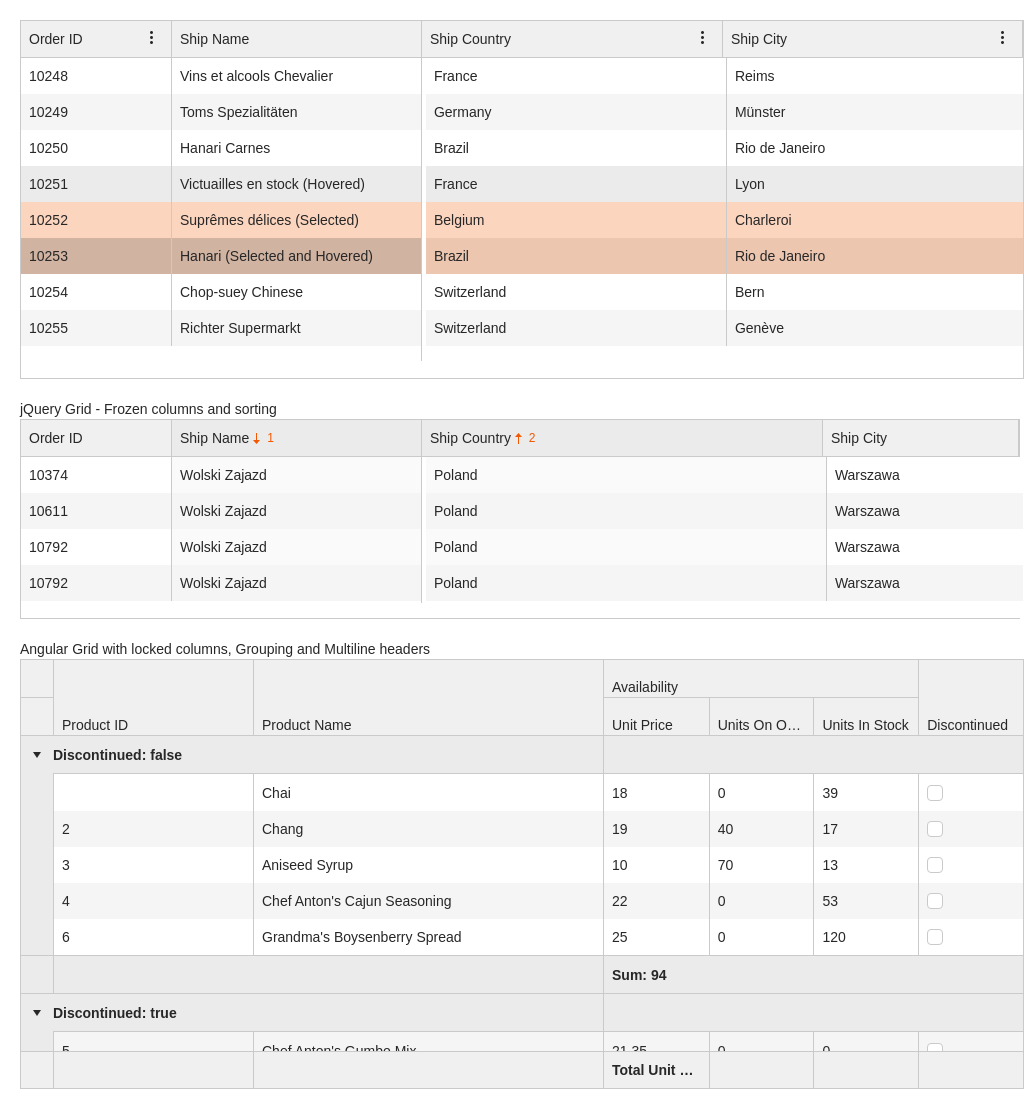 Order ID Ship Name Ship Country Ship City
10248 Vins et alcools Chevalier France Reims
10249 Toms Spezialitäten Germany Münster
10250 Hanari Carnes Brazil Rio de Janeiro
10251 Victuailles en stock (Hovered) France Lyon
10252 Suprêmes délices (Selected) Belgium Charleroi
10253 Hanari (Selected and Hovered) Brazil Rio de Janeiro
10254 Chop-suey Chinese Switzerland Bern
10255 Richter Supermarkt Switzerland Genève
jQuery Grid - Frozen columns and sorting
Order ID Ship Name 1 Ship Country 2 Ship City
10374 Wolski Zajazd Poland Warszawa
10611 Wolski Zajazd Poland Warszawa
10792 Wolski Zajazd Poland Warszawa
10792 Wolski Zajazd Poland Warszawa
Angular Grid with locked columns, Grouping and Multiline headers
Availability
Product ID Product Name Unit Price Units On O… Units In Stock Discontinued
Discontinued: false
Chai 18 0 39
2 Chang 19 40 17
3 Aniseed Syrup 10 70 13
4 Chef Anton's Cajun Seasoning 22 0 53
6 Grandma's Boysenberry Spread 25 0 120
Sum: 94
Discontinued: true
5 Chef Anton's Gumbo Mix 21.35 0 0
Total Unit …